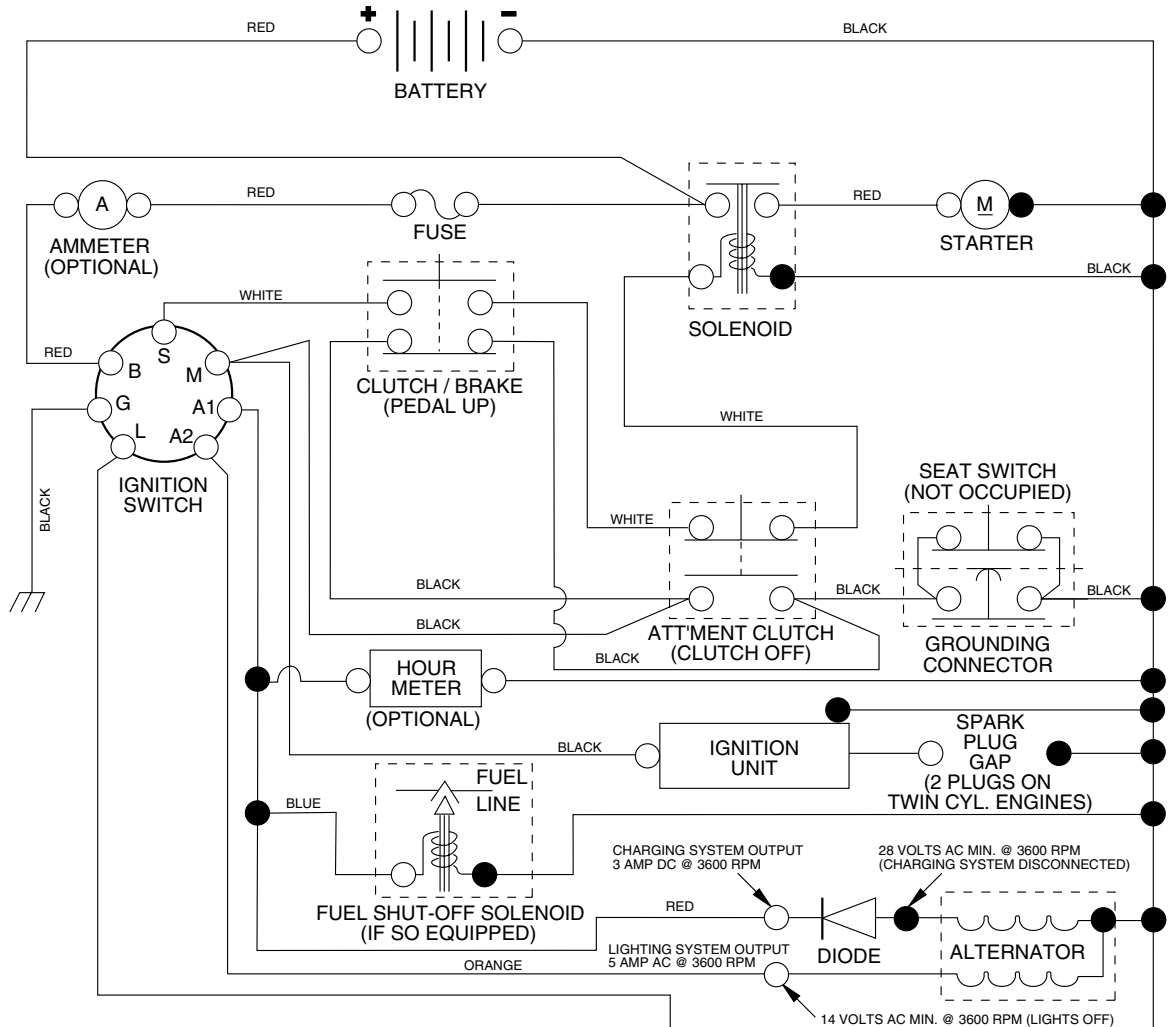 + −
RED
BLACK
BATTERY
A
RED
RED
M
AMMETER
(OPTIONAL)
FUSE
STARTER
WHITE
BLACK
SOLENOID
RED
S
B
M
G
A1
L
A2
CLUTCH / BRAKE
(PEDAL UP)
WHITE
IGNITION
SWITCH
BLACK
SEAT SWITCH
(NOT OCCUPIED)
WHITE
BLACK
BLACK
BLACK
BLACK
ATT'MENT CLUTCH
(CLUTCH OFF)
BLACK
GROUNDING
CONNECTOR
HOUR
METER
(OPTIONAL)
BLACK
IGNITION
UNIT
SPARK
PLUG
GAP
(2 PLUGS ON
TWIN CYL. ENGINES)
FUEL
LINE
BLUE
CHARGING SYSTEM OUTPUT
3 AMP DC @ 3600 RPM
28 VOLTS AC MIN. @ 3600 RPM
(CHARGING SYSTEM DISCONNECTED)
FUEL SHUT-OFF SOLENOID
(IF SO EQUIPPED)
RED
DIODE
ALTERNATOR
LIGHTING SYSTEM OUTPUT
5 AMP AC @ 3600 RPM
ORANGE
14 VOLTS AC MIN. @ 3600 RPM (LIGHTS OFF)